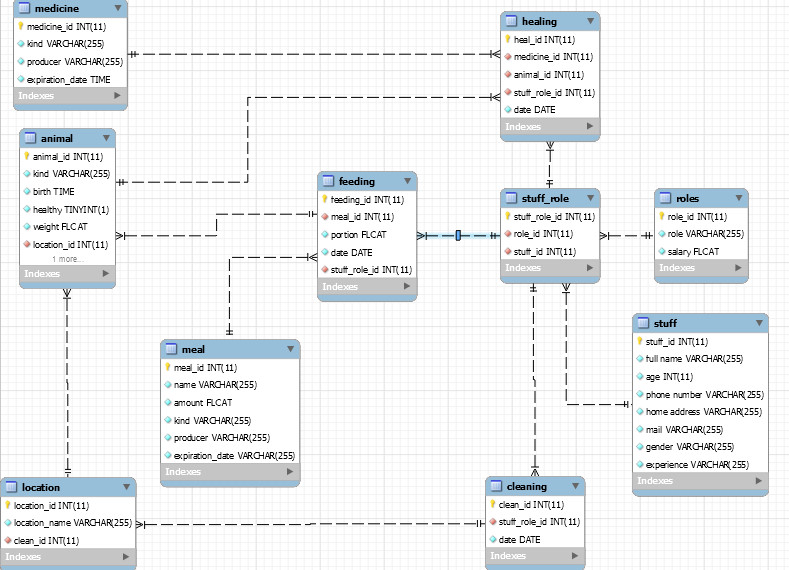 medicine
medicine_id INT(11)
kind VARCHAR(255)
producer VARCHAR(255)
expiration_date TIME
Indexes
healing
heal_id INT(11)
medicine_id INT(11)
animal_id INT(11)
stuff_role_id INT(11)
date DATE
Indexes
animal
animal_id INT(11)
kind VARCHAR(255)
birth TIME
healthy TINYINT(1)
weight FLCAT
location_id INT(11)
1 more...
Indexes
feeding
feeding_id INT(11)
meal_id INT(11)
portion FLCAT
date DATE
stuff_role_id INT(11)
Indexes
stuff_role
stuff_role_id INT(11)
role_id INT(11)
stuff_id INT(11)
Indexes
roles
role_id INT(11)
role VARCHAR(255)
salary FLCAT
Indexes
stuff
stuff_id INT(11)
full name VARCHAR(255)
age INT(11)
phone number VARCHAR(255)
home address VARCHAR(255)
mail VARCHAR(255)
gender VARCHAR(255)
experience VARCHAR(255)
Indexes
meal
meal_id INT(11)
name VARCHAR(255)
amount FLCAT
kind VARCHAR(255)
producer VARCHAR(255)
expiration_date VARCHAR(255)
Indexes
location
location_id INT(11)
location_name VARCHAR(255)
clean_id INT(11)
Indexes
cleaning
clean_id INT(11)
stuff_role_id INT(11)
date DATE
Indexes